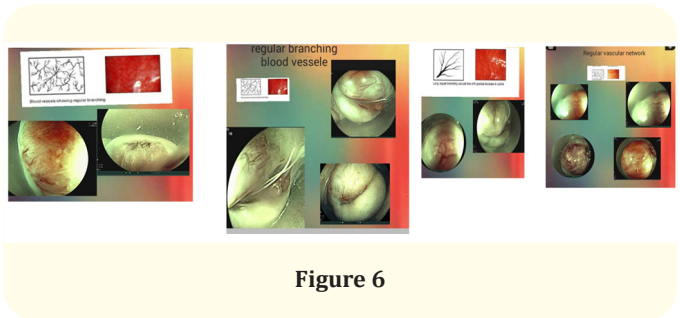 Blood vessels showing regular branching
regular branching
blood vessele
Regular vascular network
Figure 6